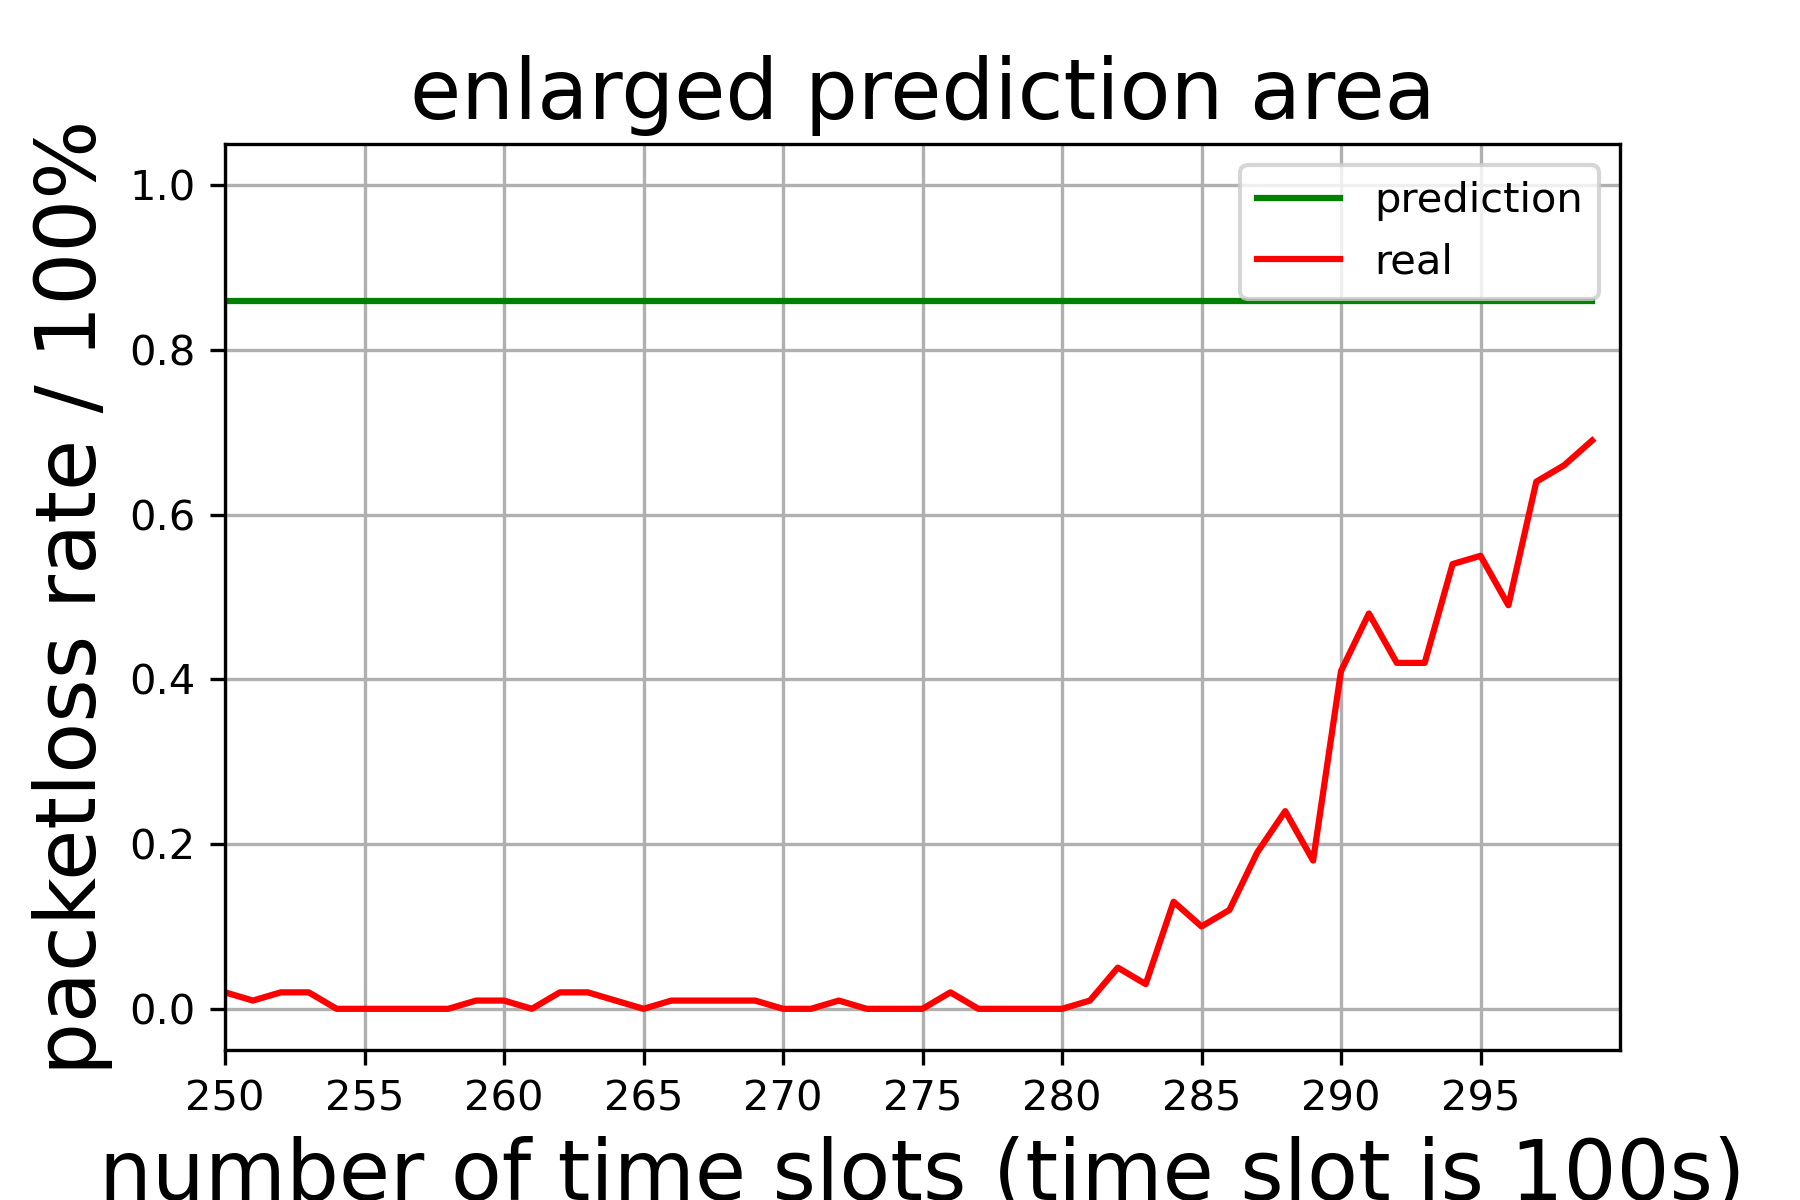 enlarged prediction area
packetloss rate / 100%
1.0
0.8
0.6
0.4
0.2
0.0
prediction
real
250 255 260 265 270 275 280 285 290 295
number of time slots (time slot is 100s)